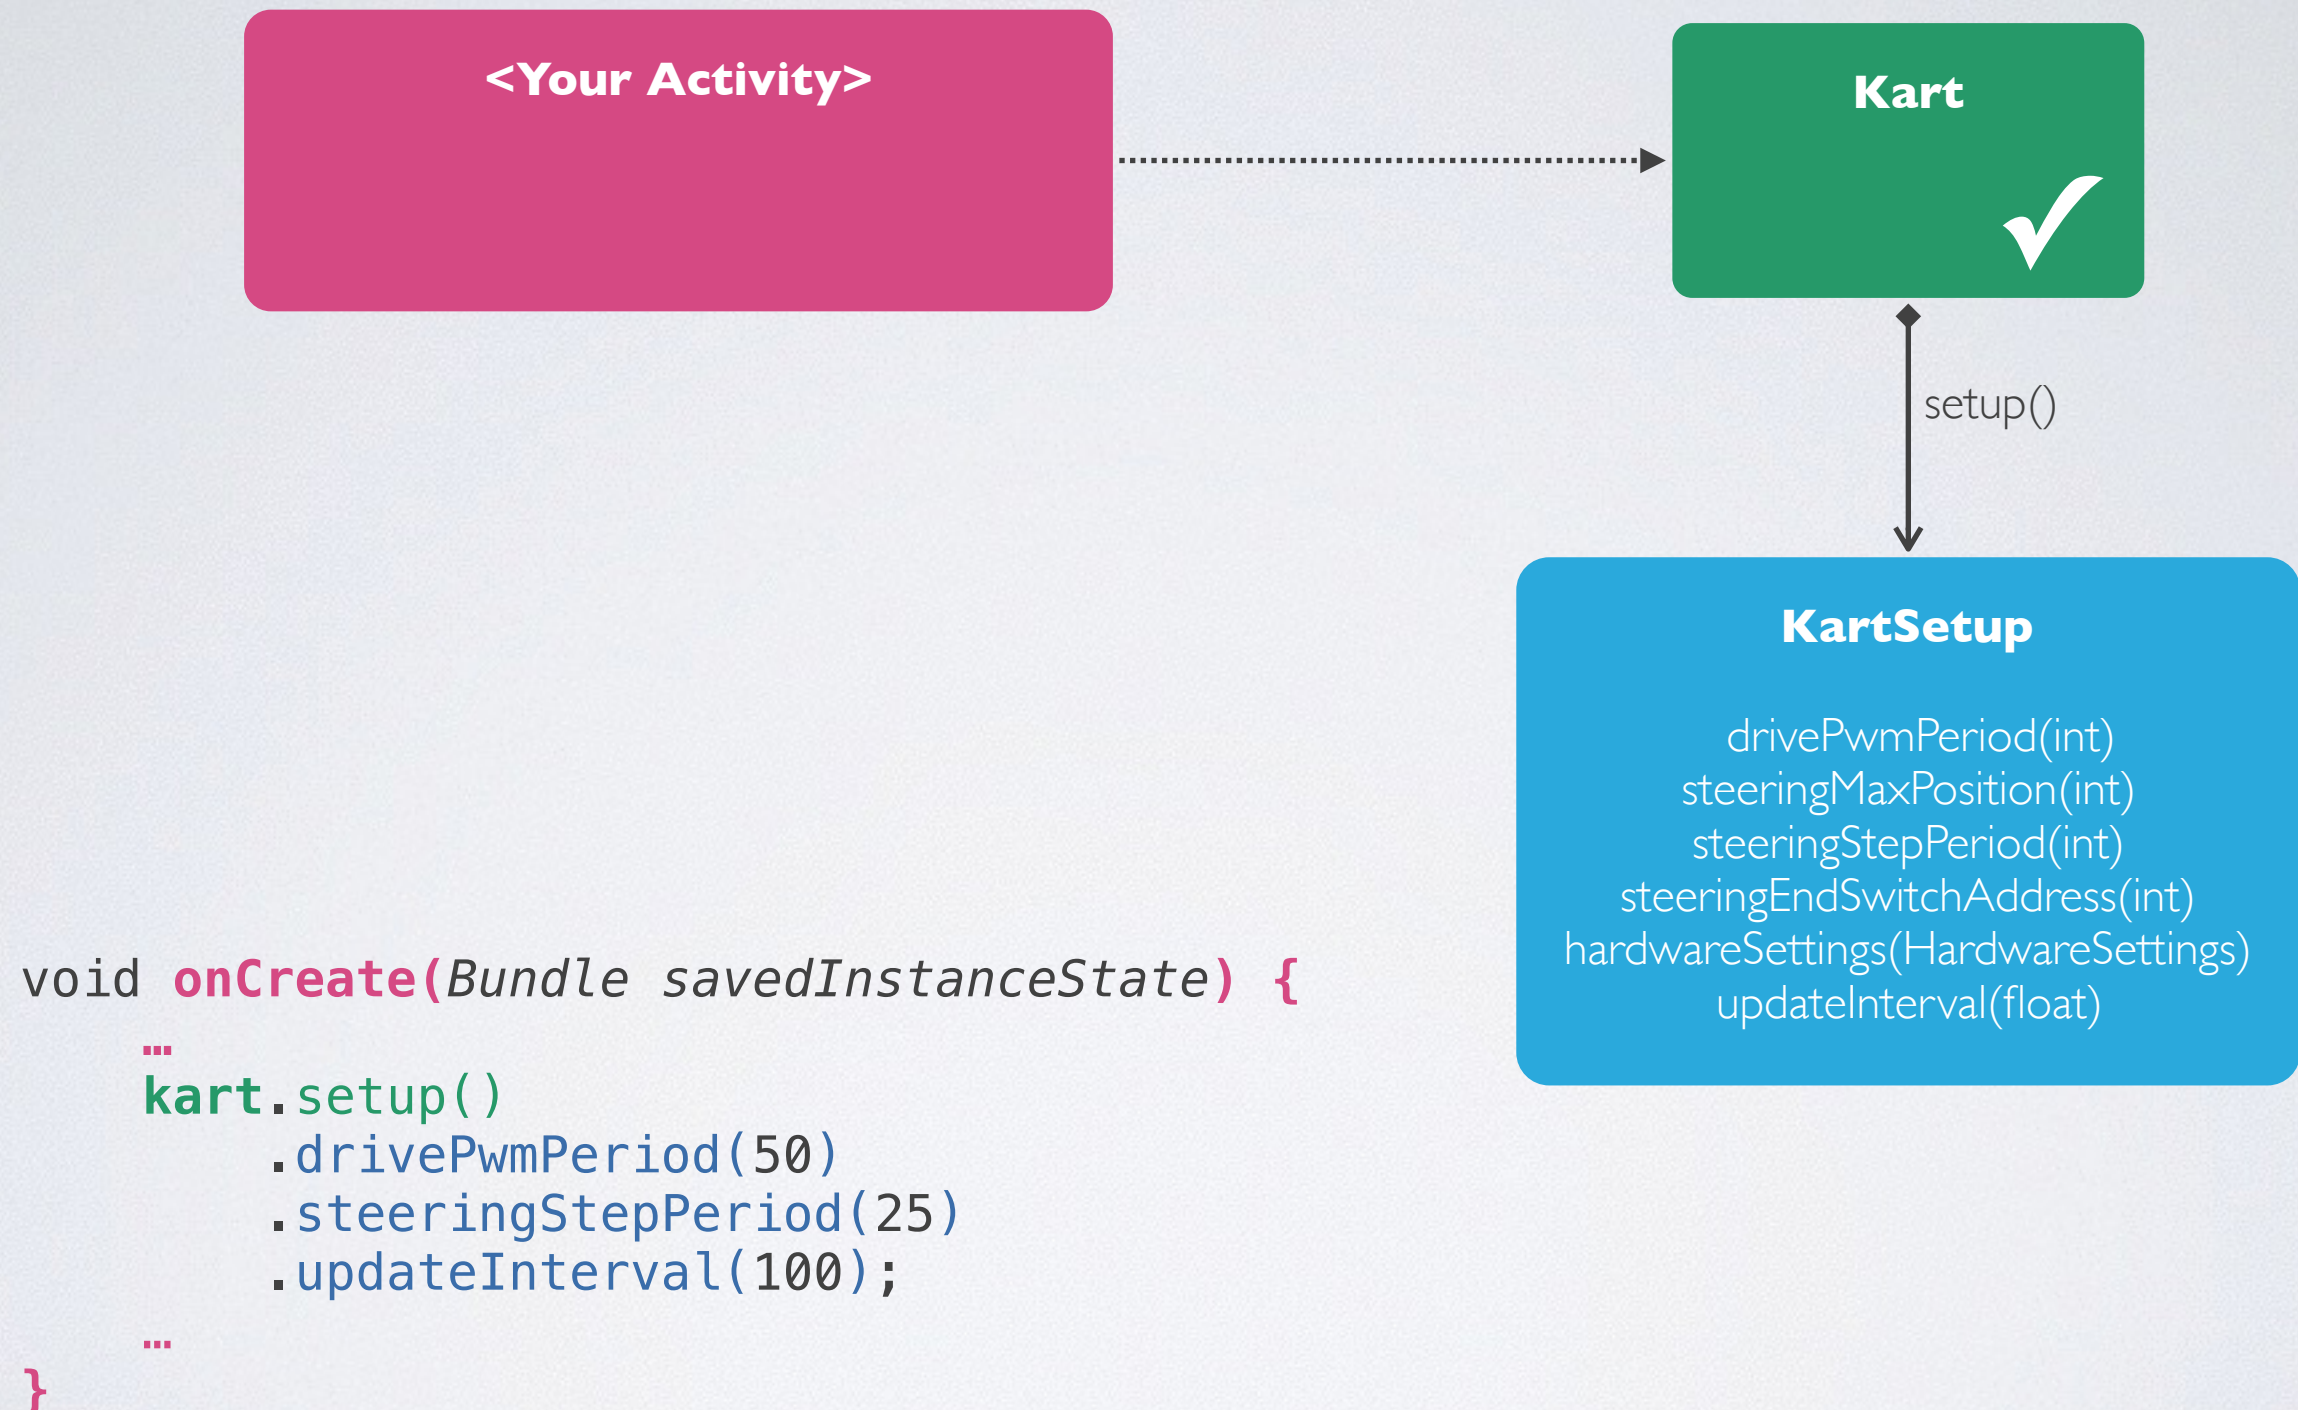 <Your Activity>
Kart
setup()
KartSetup
drivePwmPeriod(int)
steeringMaxPosition(int)
steeringStepPeriod(int)
steeringEndSwitchAddress(int)
hardwareSettings(HardwareSettings)
updateInterval(float)
void onCreate(Bundle savedInstanceState) {
…
kart.setup()
.drivePwmPeriod(50)
.steeringStepPeriod(25)
.updateInterval(100);
…
}